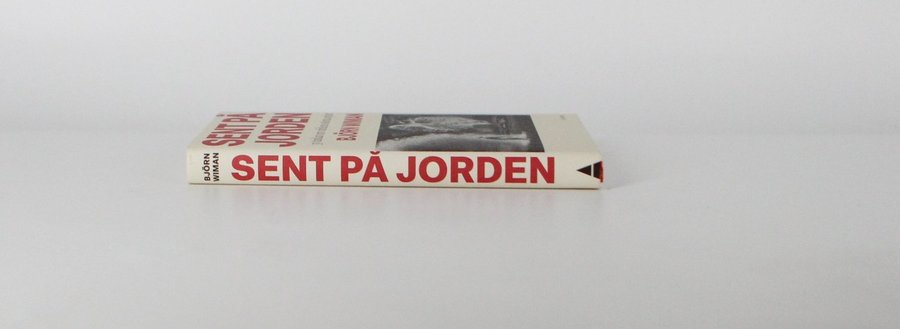 SENT PÅ
JORDEN
BJÖRN WIMAN
BJÖRN
WIMAN
SENT PÅ JORDEN
A